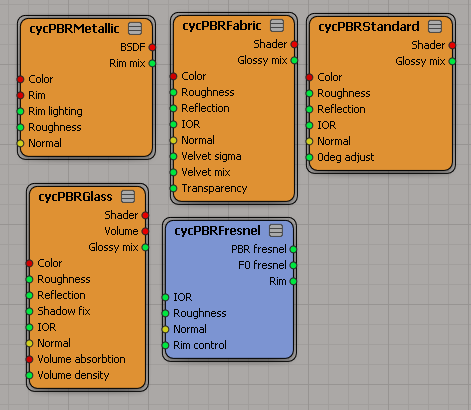 cycPBRMetallic
BSDF
Rim mix
Color
Rim
Rim lighting
Roughness
Normal
cycPBRFabric
Shader
Glossy mix
Color
Roughness
Reflection
IOR
Normal
Velvet sigma
Velvet mix
Transparency
cycPBRStandard
Shader
Glossy mix
Color
Roughness
Reflection
IOR
Normal
0deg adjust
cycPBRGlass
Shader
Volume
Glossy mix
Color
Roughness
Reflection
Shadow fix
IOR
Normal
Volume absorbtion
Volume density
cycPBRFresnel
PBR fresnel
F0 fresnel
Rim
IOR
Roughness
Normal
Rim control